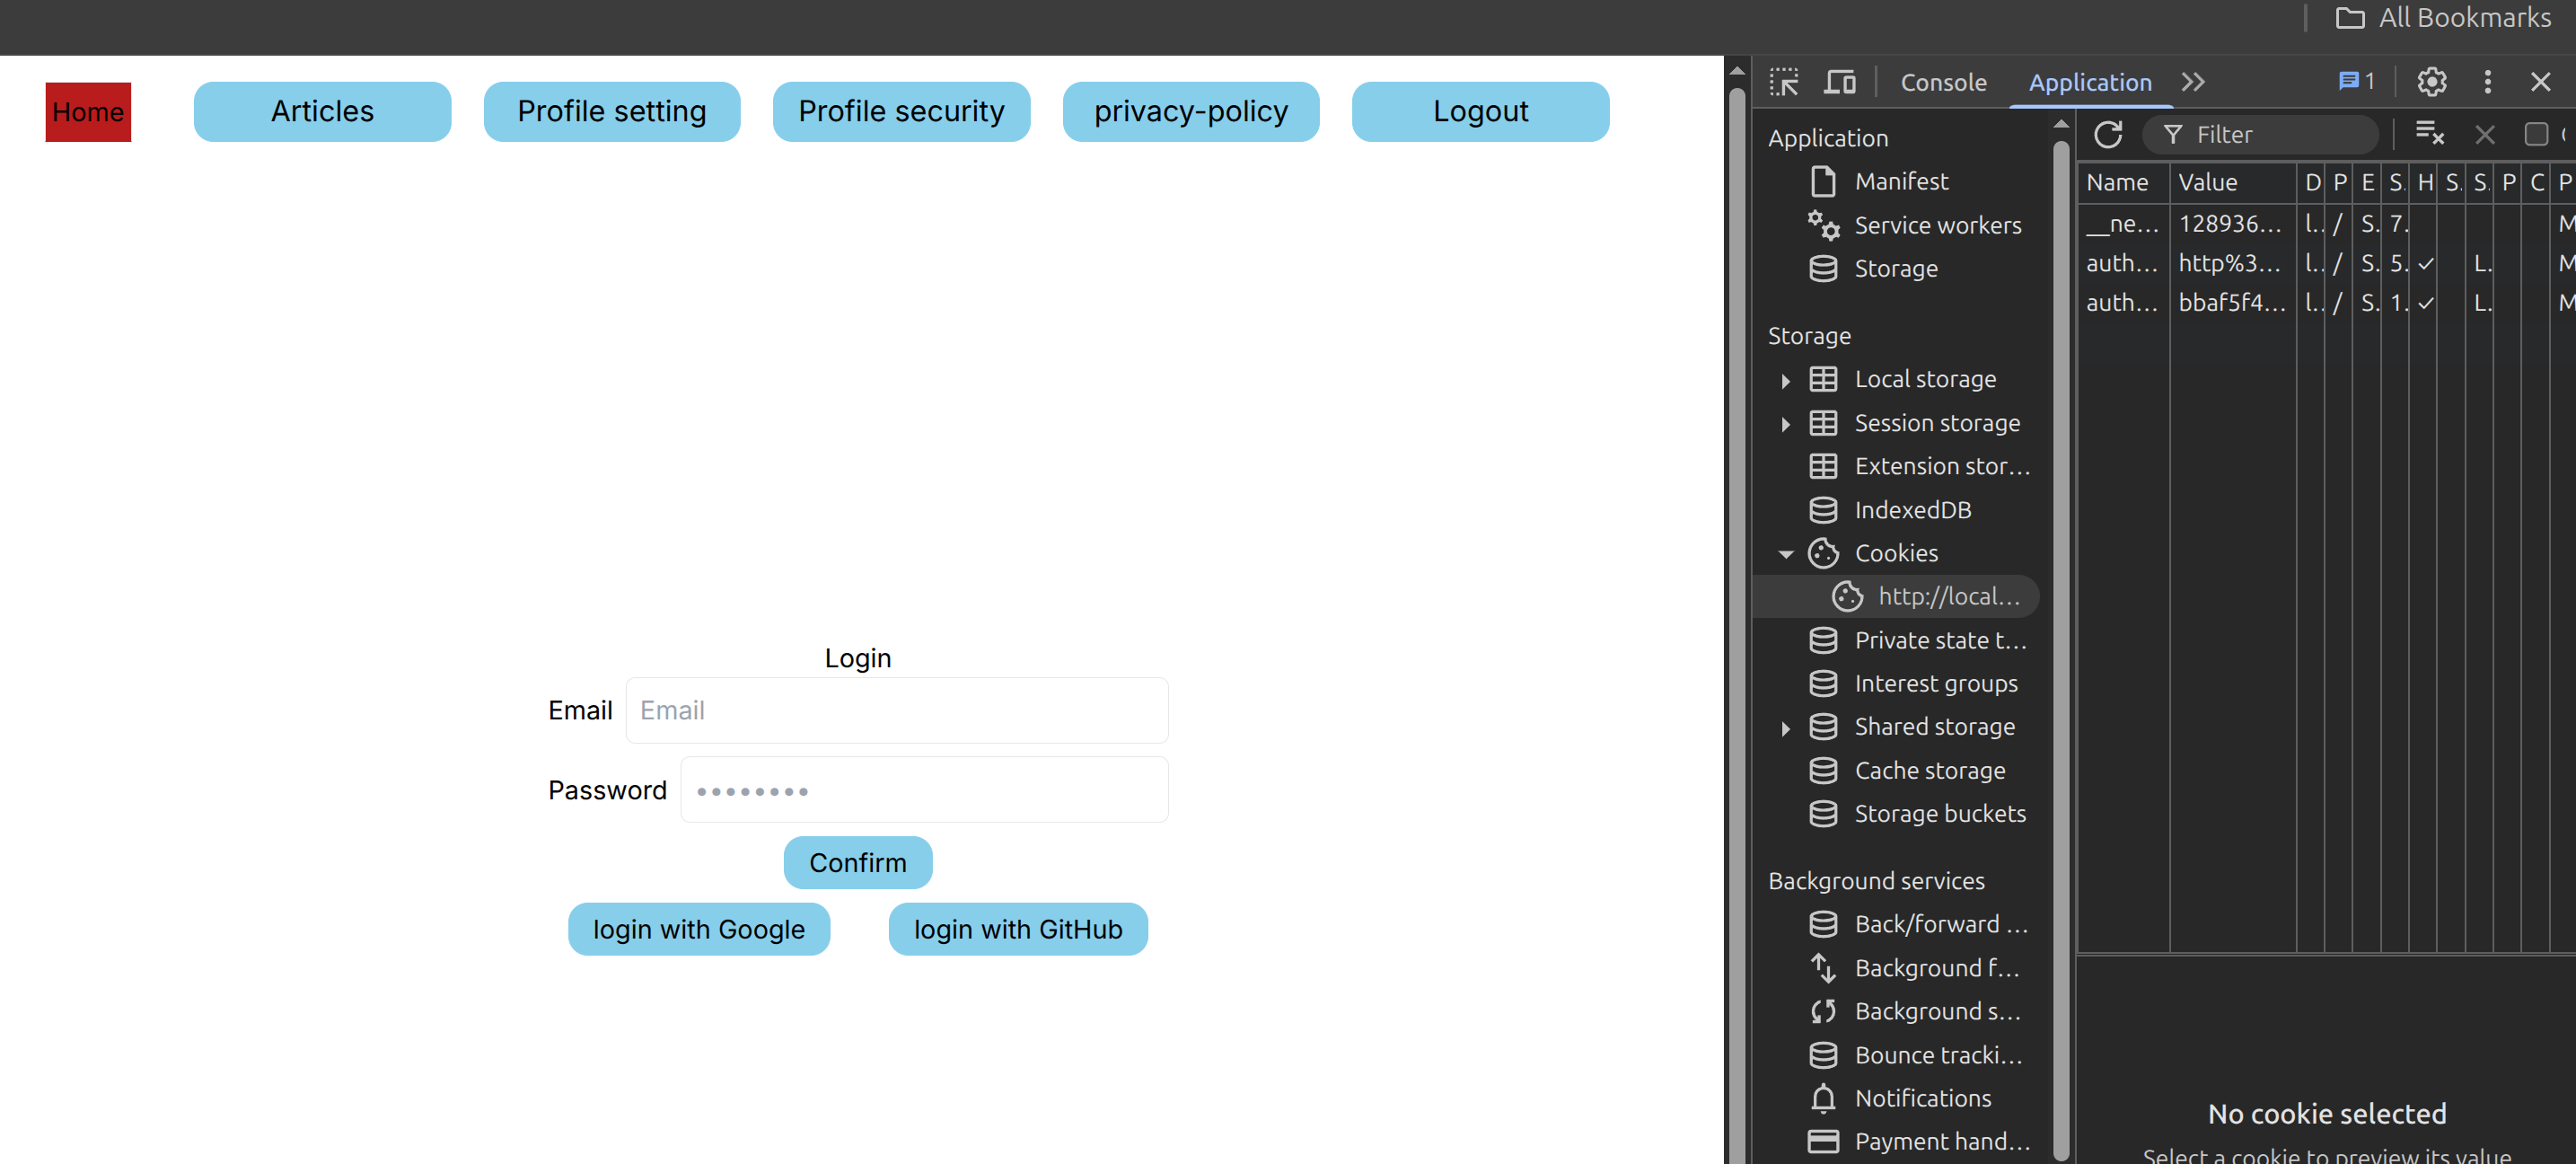 All Bookmarks
Home
Articles
Profile setting
Profile security
privacy-policy
Logout
Login
Email
Email
Password
Confirm
login with Google
login with GitHub
Console
Application
1
Application
Manifest
Service workers
Storage
Storage
Local storage
Session storage
Extension stor...
IndexedDB
Cookies
http://local...
Private state t...
Interest groups
Shared storage
Cache storage
Storage buckets
Background services
Back/forward ...
Background f...
Background s...
Bounce tracki...
Notifications
Payment hand...
Filter
Name Value D P E S. H S. S. P C P
__ne... 128936... l.. / S. 7. M
auth... http%3... l.. / S. 5. ✓ L. M
auth... bbaf5f4... l.. / S. 1. ✓ L. M
No cookie selected
Select a cookie to preview its value